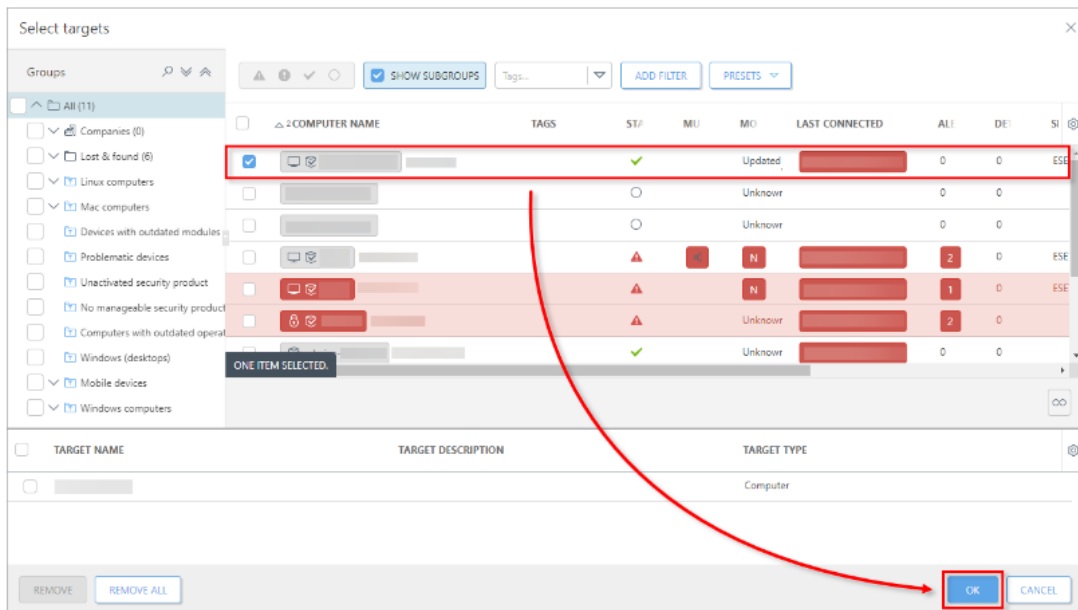 Select targets
Groups
SHOW SUBGROUPS
Tags...
ADD FILTER
PRESETS
All (11)
Companies (0)
Lost & found (6)
Linux computers
Mac computers
Devices with outdated modules
Problematic devices
Unactivated security product
No manageable security product
Computers with outdated operat
Windows (desktops)
Mobile devices
Windows computers
2 COMPUTER NAME TAGS STA MU MO LAST CONNECTED ALE DET SE
Updated 0 0 ESE
Unknowr 0 0
Unknowr 0 0
N 2 0 ESE
N 1 0 ESE
Unknowr 2 0
Unknowr 0 0
ONE ITEM SELECTED.
TARGET NAME TARGET DESCRIPTION TARGET TYPE
Computer
REMOVE REMOVE ALL OK CANCEL